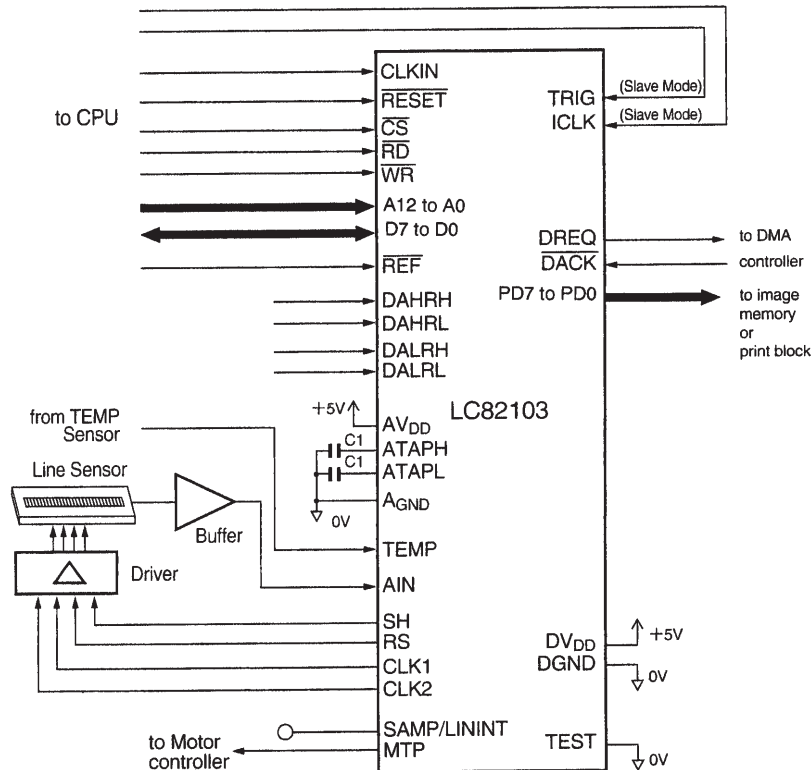 to CPU
CLKIN
RESET
CS
RD
WR
A12 to A0
D7 to D0
REF
DAHRH
DAHRL
DALRH
DALRL
TRIG
(Slave Mode)
ICLK
(Slave Mode)
DREQ
to DMA
DACK
controller
PD7 to PD0
to image
memory
or
print block
LC82103
+5V
AVDD
C1
ATAPH
C1
ATAPL
AGND
0V
from TEMP
Sensor
Line Sensor
Buffer
Driver
TEMP
AIN
SH
RS
CLK1
CLK2
SAMP/LININT
MTP
to Motor
controller
DVDD
+5V
DGND
0V
TEST
0V